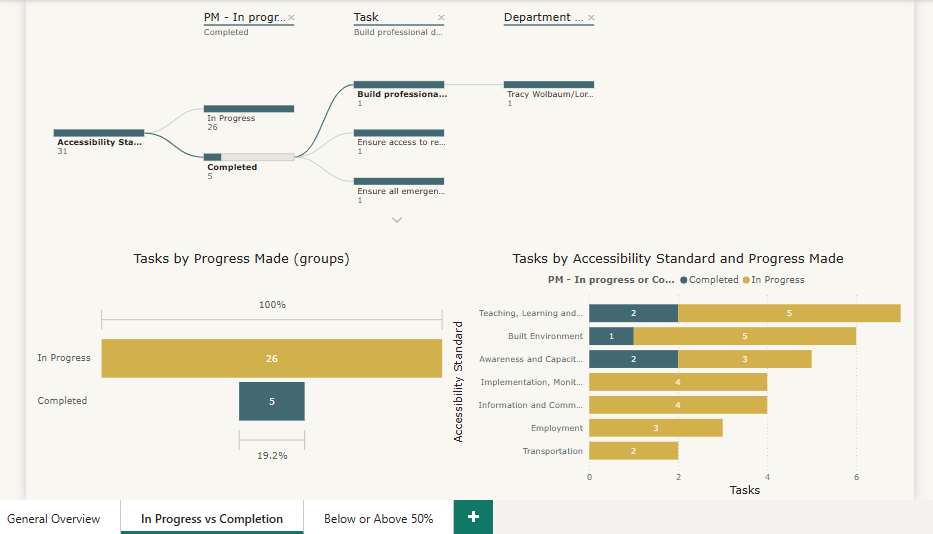 PM - In progr... ×
Completed
Task ×
Build professional d...
Department ... ×
Accessibility Sta...
31
In Progress
26
Completed
5
Build professiona...
1
Ensure access to re...
1
Ensure all emergen...
1
Tracy Wolbaum/Lor...
1
Tasks by Progress Made (groups)
100%
In Progress
26
Completed
5
19.2%
Tasks by Accessibility Standard and Progress Made
PM - In progress or Co... Completed In Progress
Accessibility Standard
Teaching, Learning and... 2 5
Built Environment 1 5
Awareness and Capacit... 2 3
Implementation, Monit... 4
Information and Comm... 4
Employment 3
Transportation 2
0 2 4 6
Tasks
General Overview In Progress vs Completion Below or Above 50% +